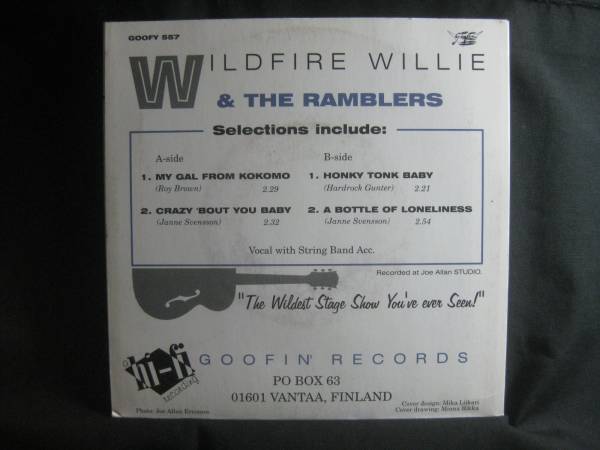 GOOFY 557
WILDFIRE WILLIE
& THE RAMBLERS
Selections include:
A-side
1. MY GAL FROM KOKOMO
(Roy Brown) 2.29
2. CRAZY 'BOUT YOU BABY
(Janne Svensson) 2.32
B-side
1. HONKY TONK BABY
(Hardrock Gunter) 2.21
2. A BOTTLE OF LONELINESS
(Janne Svensson) 2.54
Vocal with String Band Acc.
Recorded at Joe Allan STUDIO.
"The Wildest Stage Show You've ever Seen!"
a
hi-fi
recording
GOOFIN' RECORDS
PO BOX 63
01601 VANTAA, FINLAND
Photo: Joe Allan Ericsson
Cover design: Mika Liikari
Cover drawing: Menna Rikka